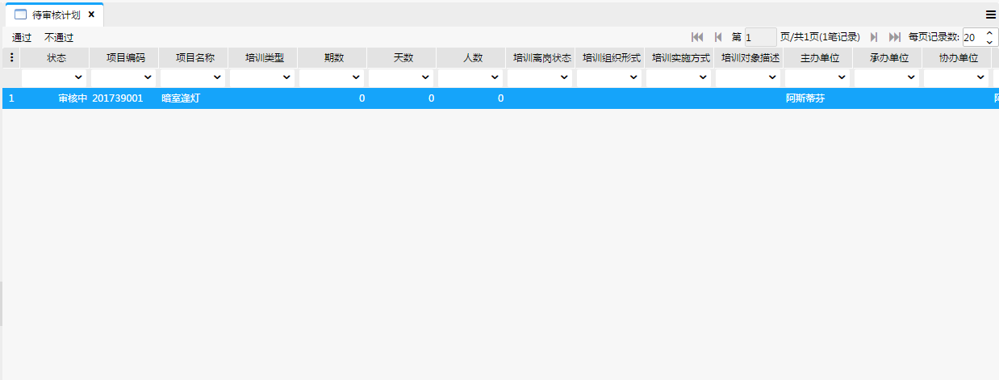 待审核计划 x
通过 不通过 第 1 页/共1页(1笔记录) 每页记录数: 20
状态 项目编码 项目名称 培训类型 期数 天数 人数 培训离岗状态 培训组织形式 培训实施方式 培训对象描述 主办单位 承办单位 协办单位
1 审核中 201739001 暗室逢灯 0 0 0 阿斯蒂芬